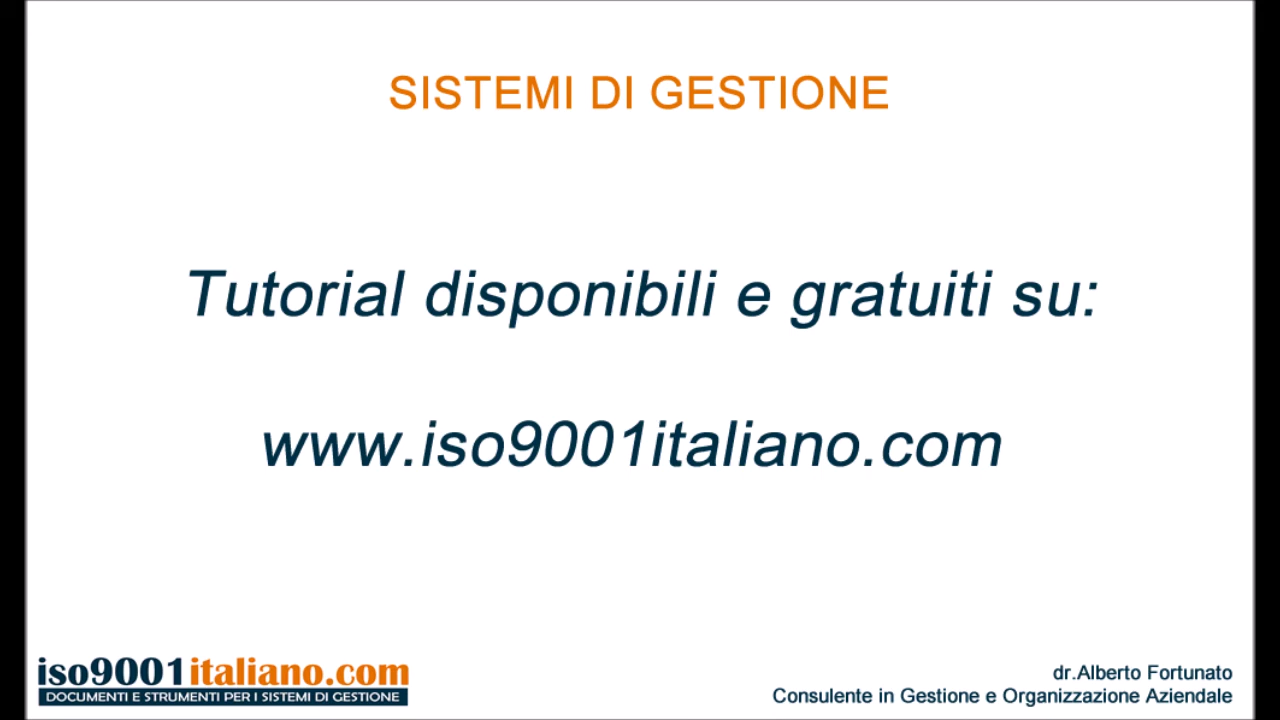 SISTEMI DI GESTIONE
Tutorial disponibili e gratuiti su:
www.iso9001italiano.com
iso9001italiano.com
DOCUMENTI E STRUMENTI PER I SISTEMI DI GESTIONE
dr.Alberto Fortunato
Consulente in Gestione e Organizzazione Aziendale